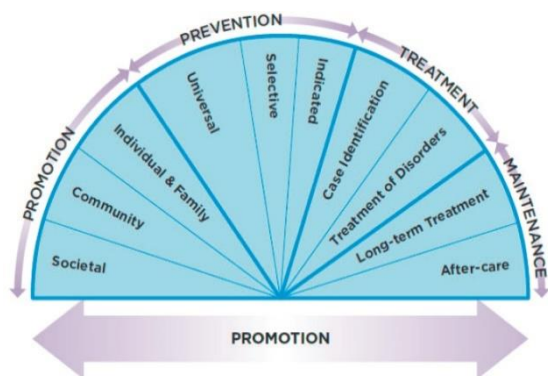 PROMOTION
PREVENTION
TREATMENT
MAINTENANCE
Societal
Community
Individual & Family
Universal
Selective
Indicated
Case Identification
Treatment of Disorders
Long-term Treatment
After-care
PROMOTION